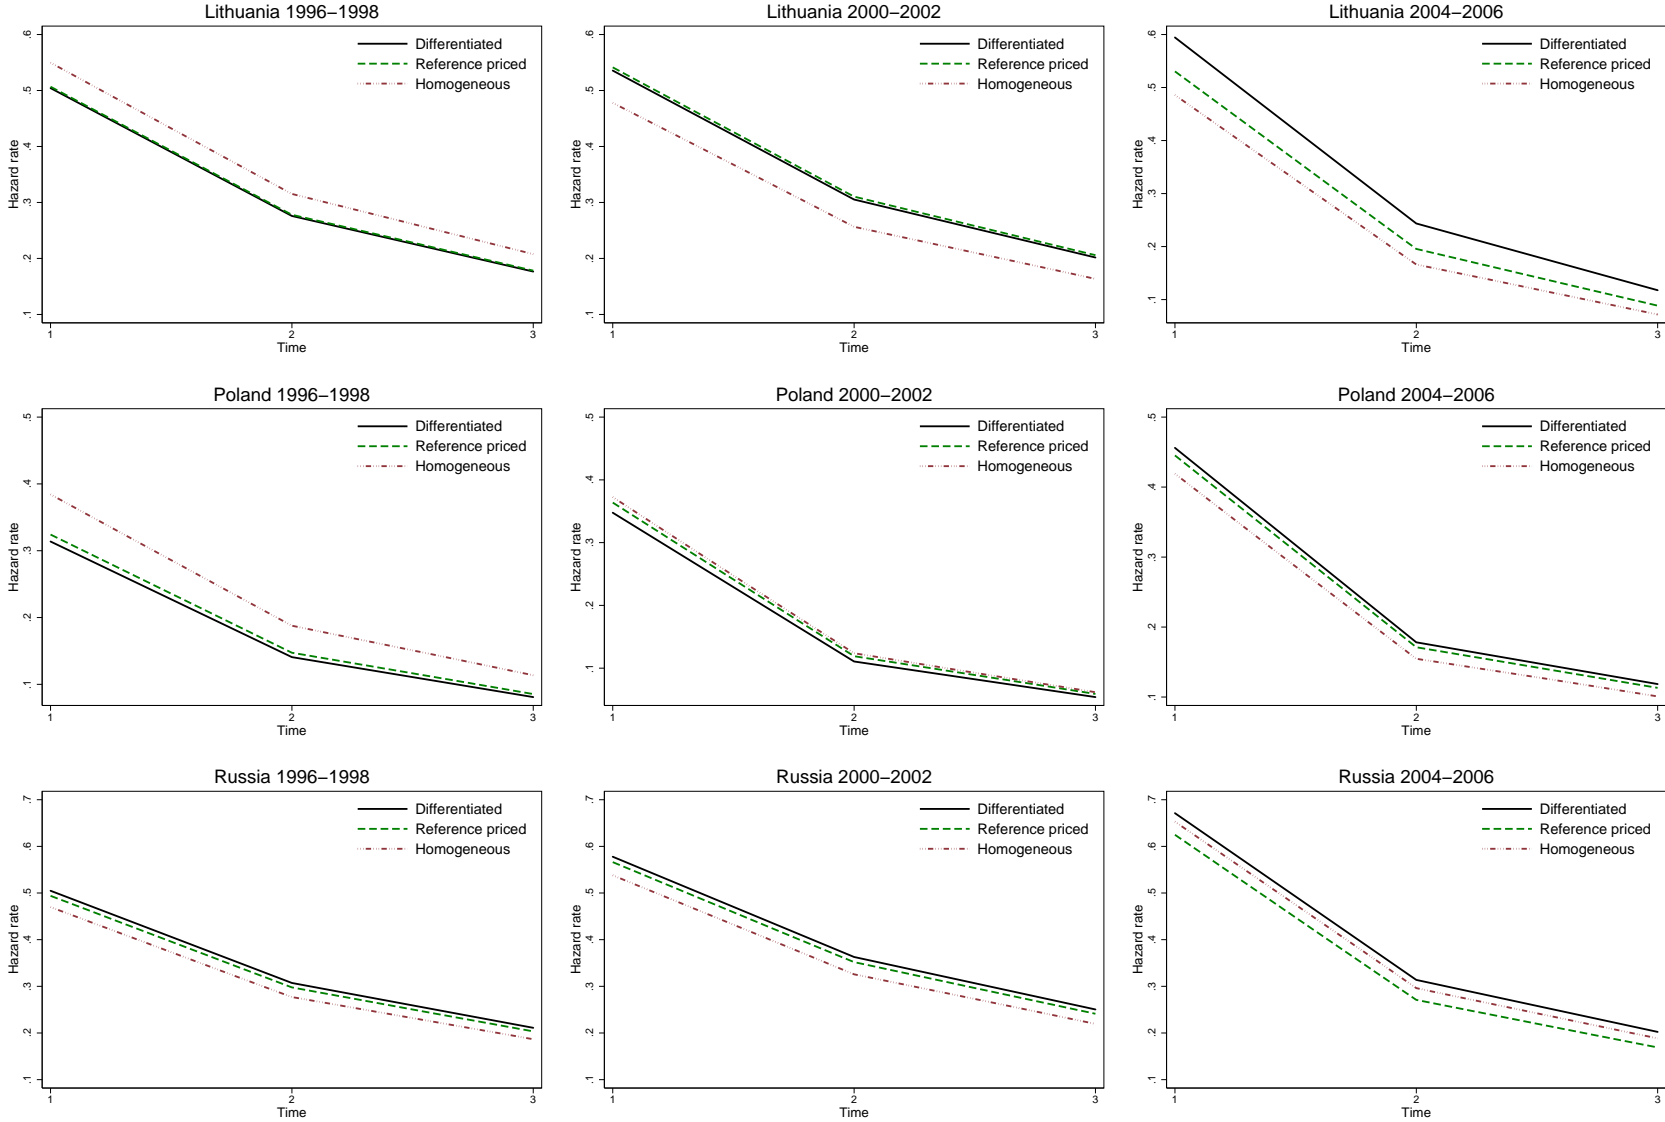 Lithuania 1996–1998
Differentiated
Reference priced
Homogeneous
Hazard rate
.6
.5
.4
.3
.2
.1
1 2 3
Time
Lithuania 2000–2002
Differentiated
Reference priced
Homogeneous
Hazard rate
.6
.5
.4
.3
.2
.1
1 2 3
Time
Lithuania 2004–2006
Differentiated
Reference priced
Homogeneous
Hazard rate
.6
.5
.4
.3
.2
.1
1 2 3
Time
Poland 1996–1998
Differentiated
Reference priced
Homogeneous
Hazard rate
.5
.4
.3
.2
.1
1 2 3
Time
Poland 2000–2002
Differentiated
Reference priced
Homogeneous
Hazard rate
.5
.4
.3
.2
.1
1 2 3
Time
Poland 2004–2006
Differentiated
Reference priced
Homogeneous
Hazard rate
.5
.4
.3
.2
.1
1 2 3
Time
Russia 1996–1998
Differentiated
Reference priced
Homogeneous
Hazard rate
.7
.6
.5
.4
.3
.2
.1
1 2 3
Time
Russia 2000–2002
Differentiated
Reference priced
Homogeneous
Hazard rate
.7
.6
.5
.4
.3
.2
.1
1 2 3
Time
Russia 2004–2006
Differentiated
Reference priced
Homogeneous
Hazard rate
.7
.6
.5
.4
.3
.2
.1
1 2 3
Time